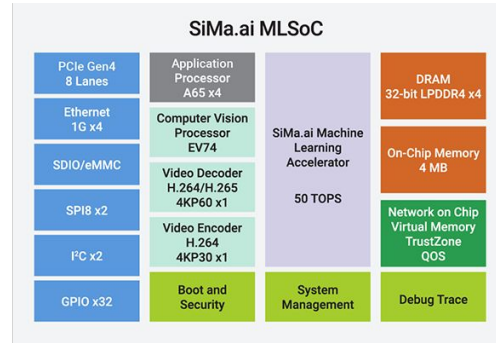 SiMa.ai MLSoC
PCIe Gen4
8 Lanes
Ethernet
1G x4
SDIO/eMMC
SPI8 x2
I²C x2
GPIO x32
Application
Processor
A65 x4
Computer Vision
Processor
EV74
Video Decoder
H.264/H.265
4KP60 x1
Video Encoder
H.264
4KP30 x1
Boot and
Security
SiMa.ai Machine
Learning
Accelerator
50 TOPS
System
Management
DRAM
32-bit LPDDR4 x4
On-Chip Memory
4 MB
Network on Chip
Virtual Memory
TrustZone
QOS
Debug Trace